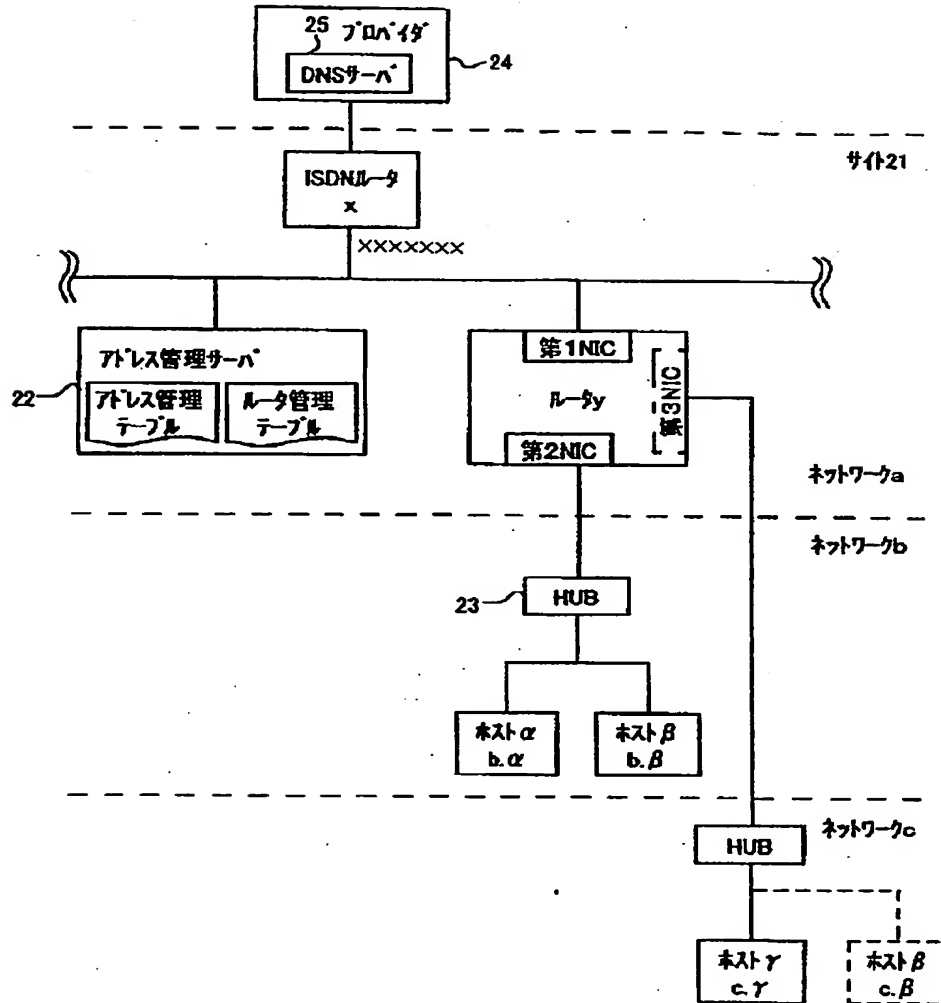 25 プロバイダ
DNSサーバ
24
サイト21
ISDNルータ
x
×××××××
アドレス管理サーバ
22
アドレス管理
テーブル
ルータ管理
テーブル
第1NIC
ルータy
第3NIC
第2NIC
ネットワークa
ネットワークb
23
HUB
ホストα
b.α
ホストβ
b.β
ネットワークc
HUB
ホストγ
c.γ
ホストβ
c.β